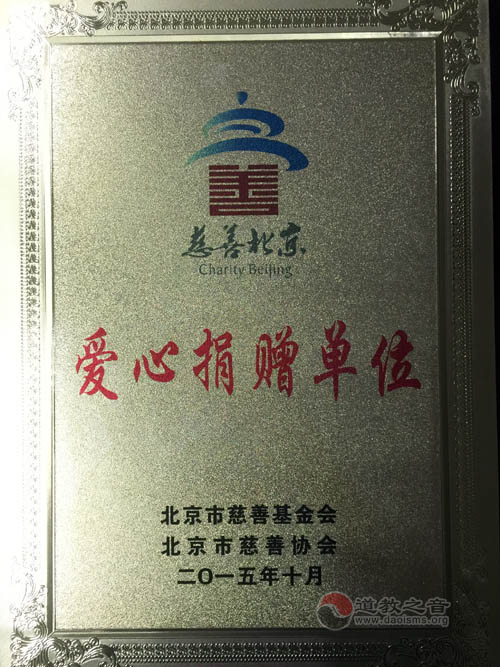 善
慈善北京
Charity Beijing
爱心捐赠单位
北京市慈善基金会
北京市慈善协会
二〇一五年十月
道教之音
www.daoisms.org